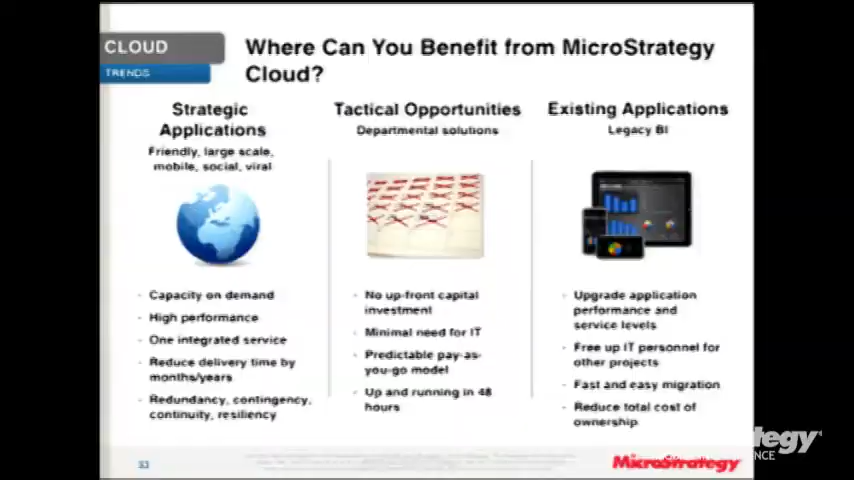 CLOUD
TRENDS
Where Can You Benefit from MicroStrategy
Cloud?
Strategic
Applications
Friendly, large scale,
mobile, social, viral
Capacity on demand
High performance
One integrated service
Reduce delivery time by
months/years
Redundancy, contingency,
continuity, resiliency
Tactical Opportunities
Departmental solutions
No up-front capital
investment
Minimal need for IT
Predictable pay-as-
you-go model
Up and running in 48
hours
Existing Applications
Legacy BI
Upgrade application
performance and
service levels
Free up IT personnel for
other projects
Fast and easy migration
Reduce total cost of
ownership
53
MicroStrategy